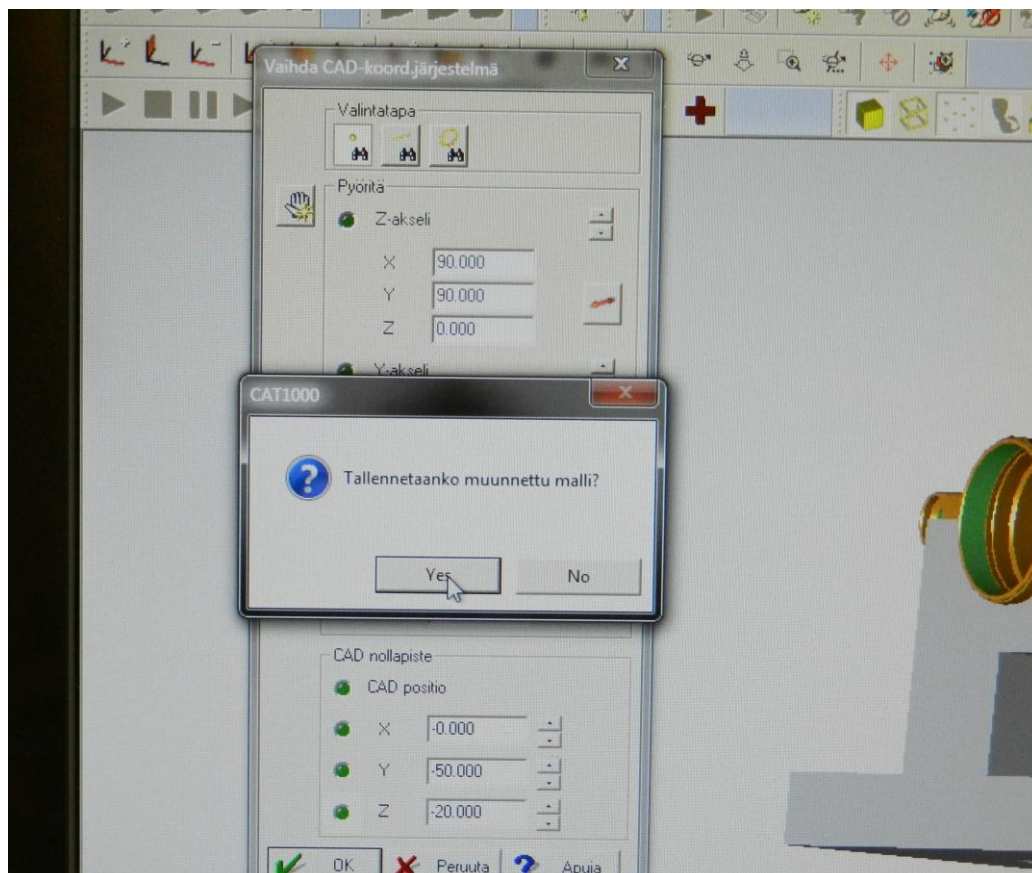 Vaihda CAD-koord.järjestelmä
Valintatapa
Pyöritä
Z-akseli
X 90.000
Y 90.000
Z 0.000
Y-akseli
CAT1000
Tallennetaanko muunnettu malli?
Yes No
CAD nollapiste
CAD positio
X -0.000
Y -50.000
Z -20.000
OK Peruuta Apuja